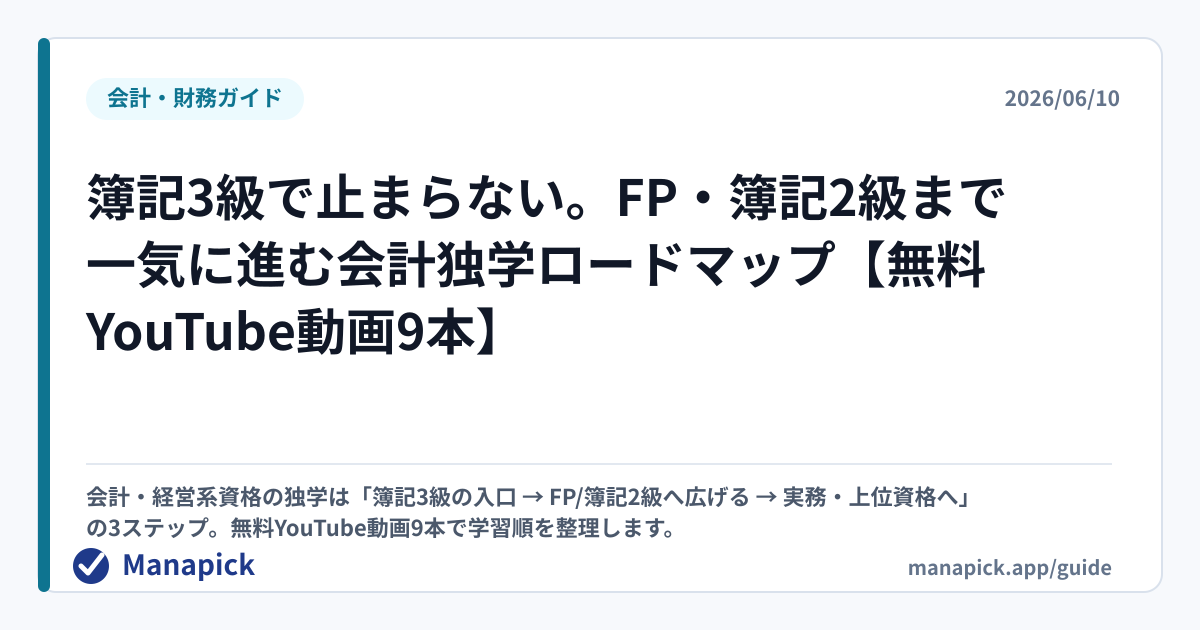 会計・財務ガイド
2026/06/10
簿記3級で止まらない。FP・簿記2級まで
一気に進む会計独学ロードマップ【無料
YouTube動画9本】
会計・経営系資格の独学は「簿記3級の入口 → FP/簿記2級へ広げる → 実務・上位資格へ」
の3ステップ。無料YouTube動画9本で学習順を整理します。
Manapick
manapick.app/guide